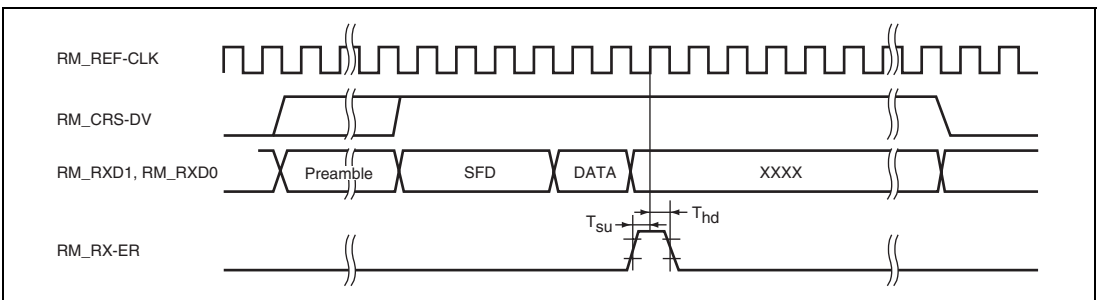 RM_REF-CLK
RM_CRS-DV
RM_RXD1, RM_RXD0
Preamble
SFD
DATA
XXXX
Tsu
Thd
RM_RX-ER